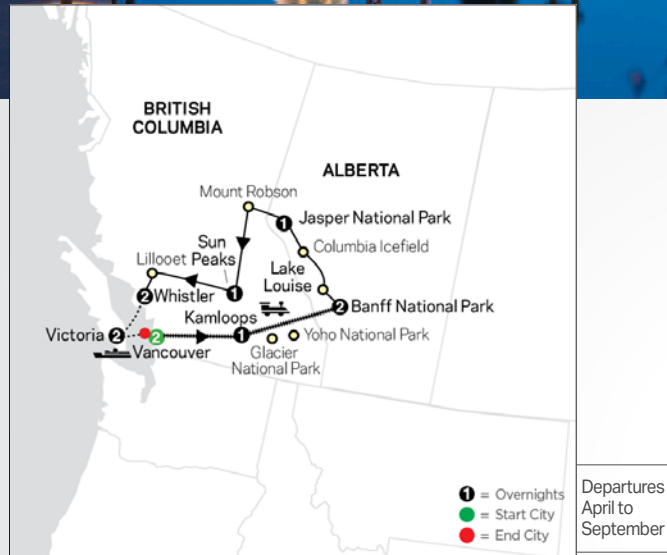 BRITISH
COLUMBIA
ALBERTA
Mount Robson
1 Jasper National Park
Sun
Peaks
Columbia Icefield
Lillooet
Lake
Louise
2 Whistler
1
Kamloops
2 Banff National Park
Victoria 2
2
Vancouver
1
Yoho National Park
Glacier
National Park
1 = Overnights
= Start City
= End City
Departures
April to
September